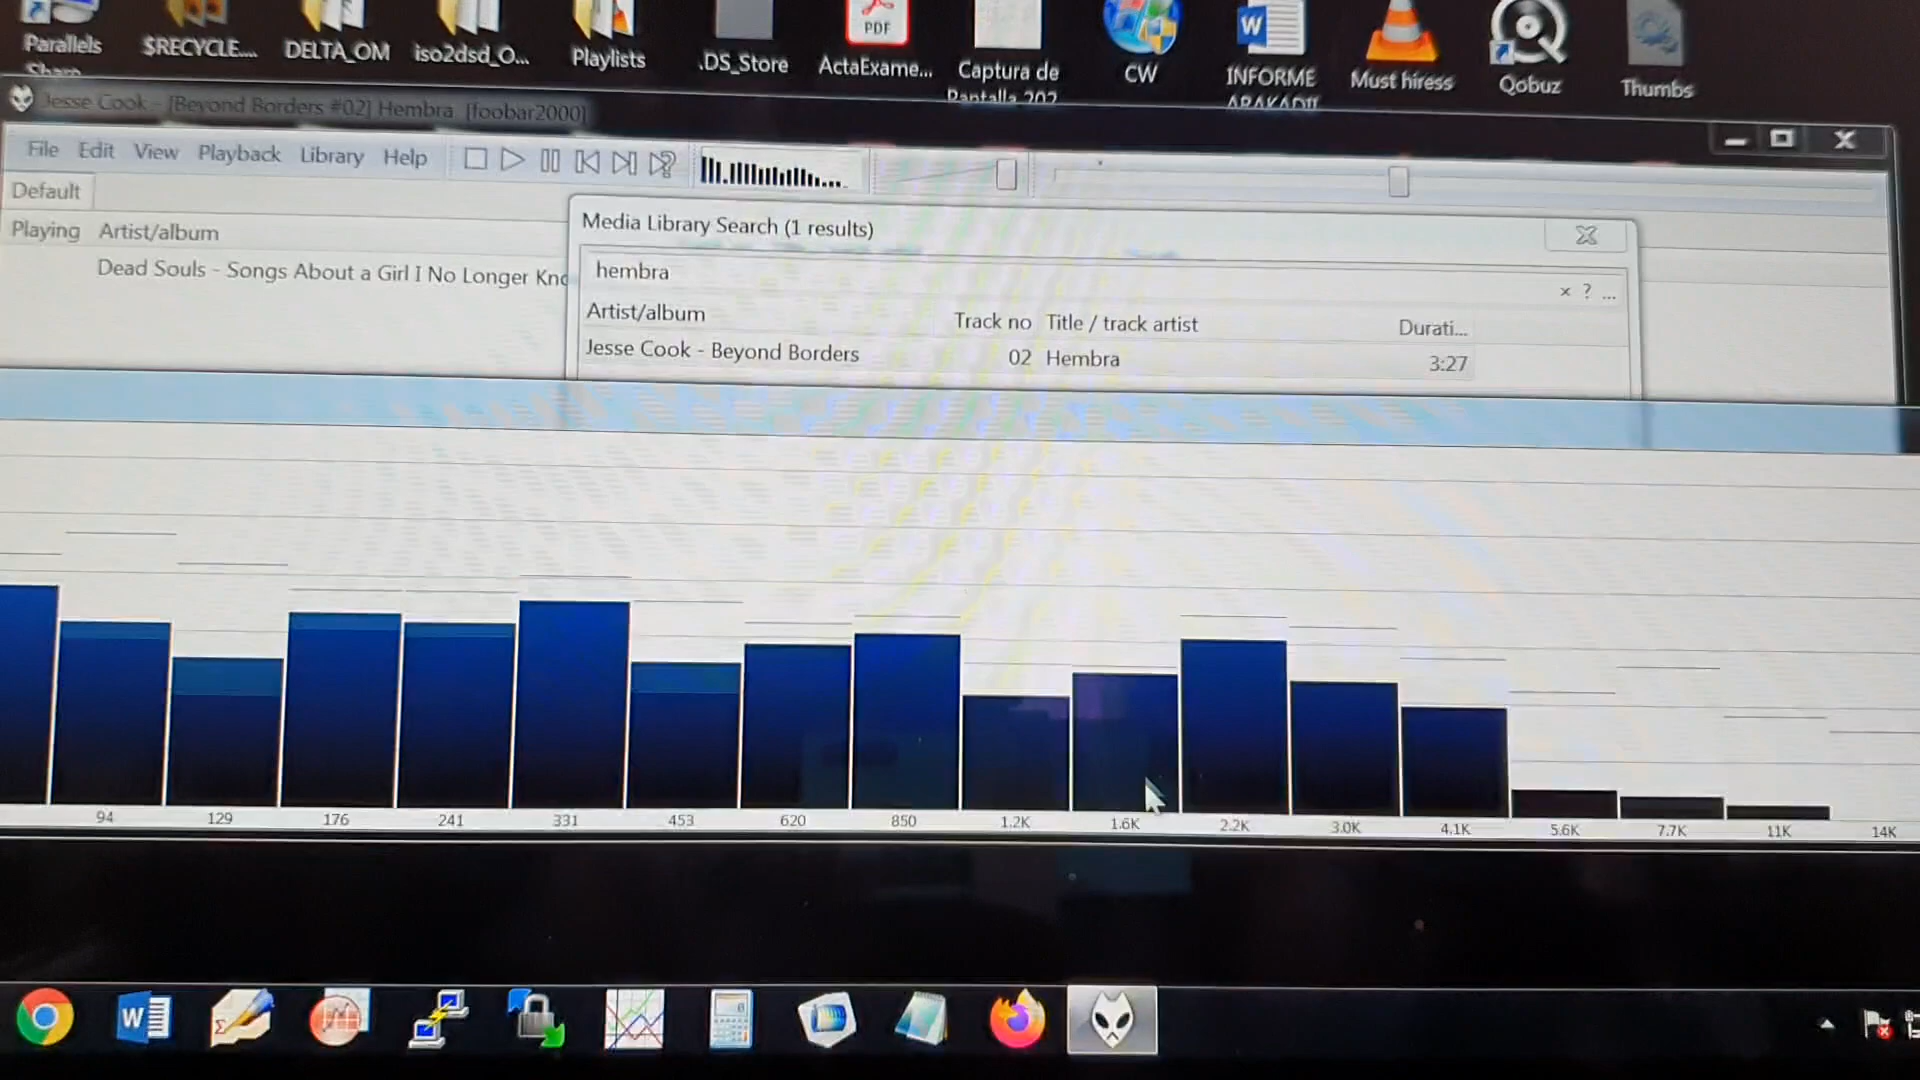 Parallels
Share
$RECYCLE....
DELTA_OM
iso2dsd_O...
Playlists
.DS_Store
PDF
ActaExame...
Captura de
Pantalla 202
CW
W
INFORME
Must hiress
Qobuz
Thumbs
Jesse Cook - [Beyond Borders #02] Hembra [foobar2000]
File Edit View Playback Library Help
Default
Playing Artist/album
Dead Souls - Songs About a Girl I No Longer Kno
Media Library Search (1 results)
hembra
× ? ...
Artist/album Track no Title / track artist Durati...
Jesse Cook - Beyond Borders 02 Hembra 3:27
94 129 176 241 331 453 620 850 1.2K 1.6K 2.2K 3.0K 4.1K 5.6K 7.7K 11K 14K
W